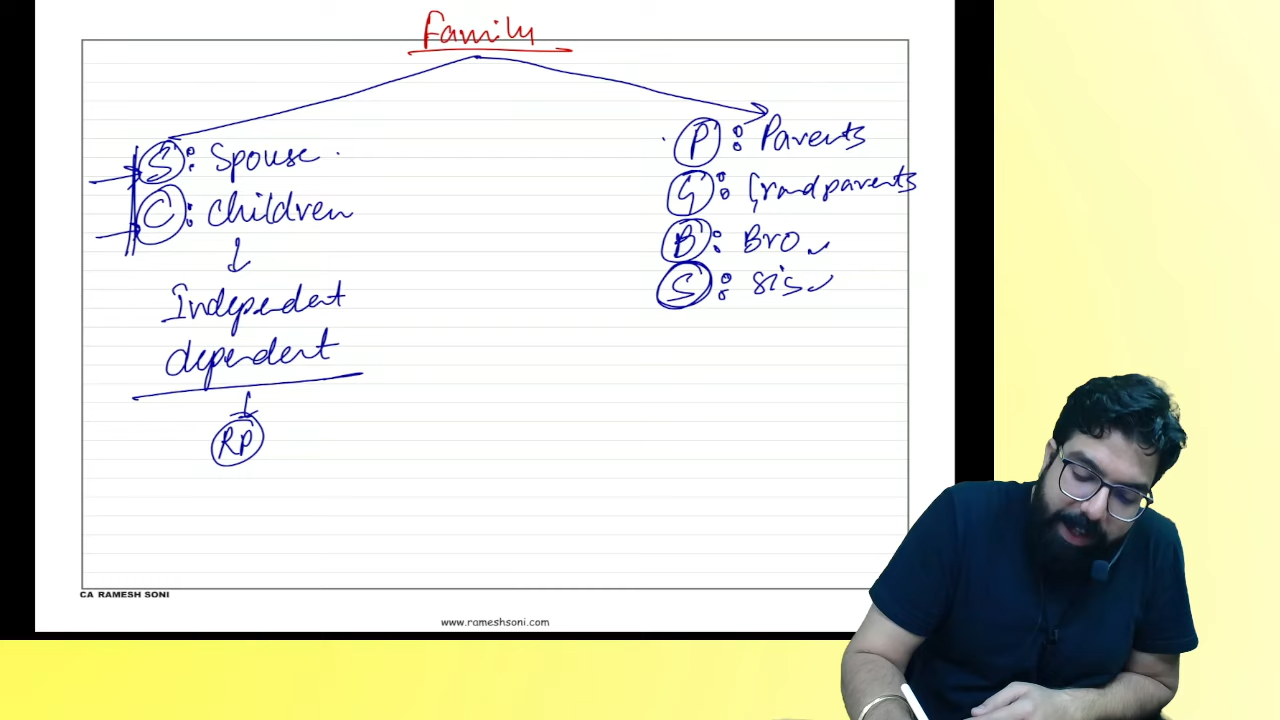 Family
S : Spouse
C : children
Independent
dependent
RP
P : Parents
G : Grandparents
B : Bro
S : Sis
CA RAMESH SONI
www.rameshsoni.com